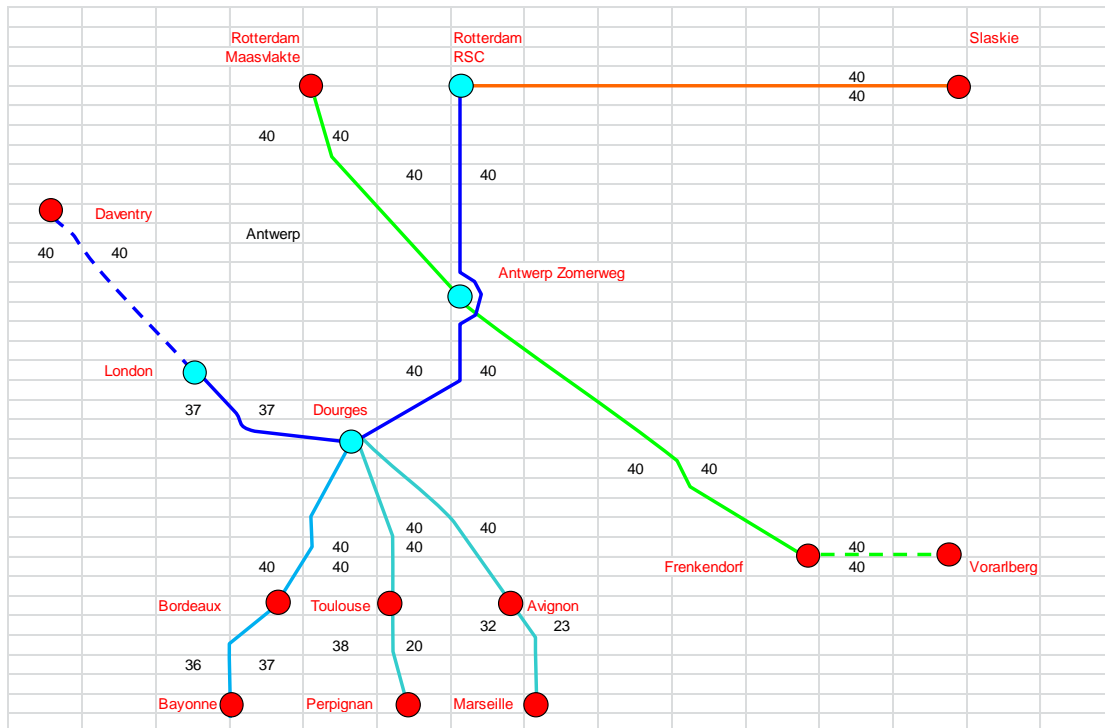 Rotterdam
Maasvlakte
Rotterdam
RSC
Slaskie
40
40
40
40
40
40
Daventry
40
40
Antwerp
Antwerp Zomerweg
London
40
40
37
37
Dourges
40
40
40
40
40
40
40
40
40
40
Frenkendorf
Vorarlberg
Bordeaux
Toulouse
Avignon
32
23
38
20
36
37
Bayonne
Perpignan
Marseille